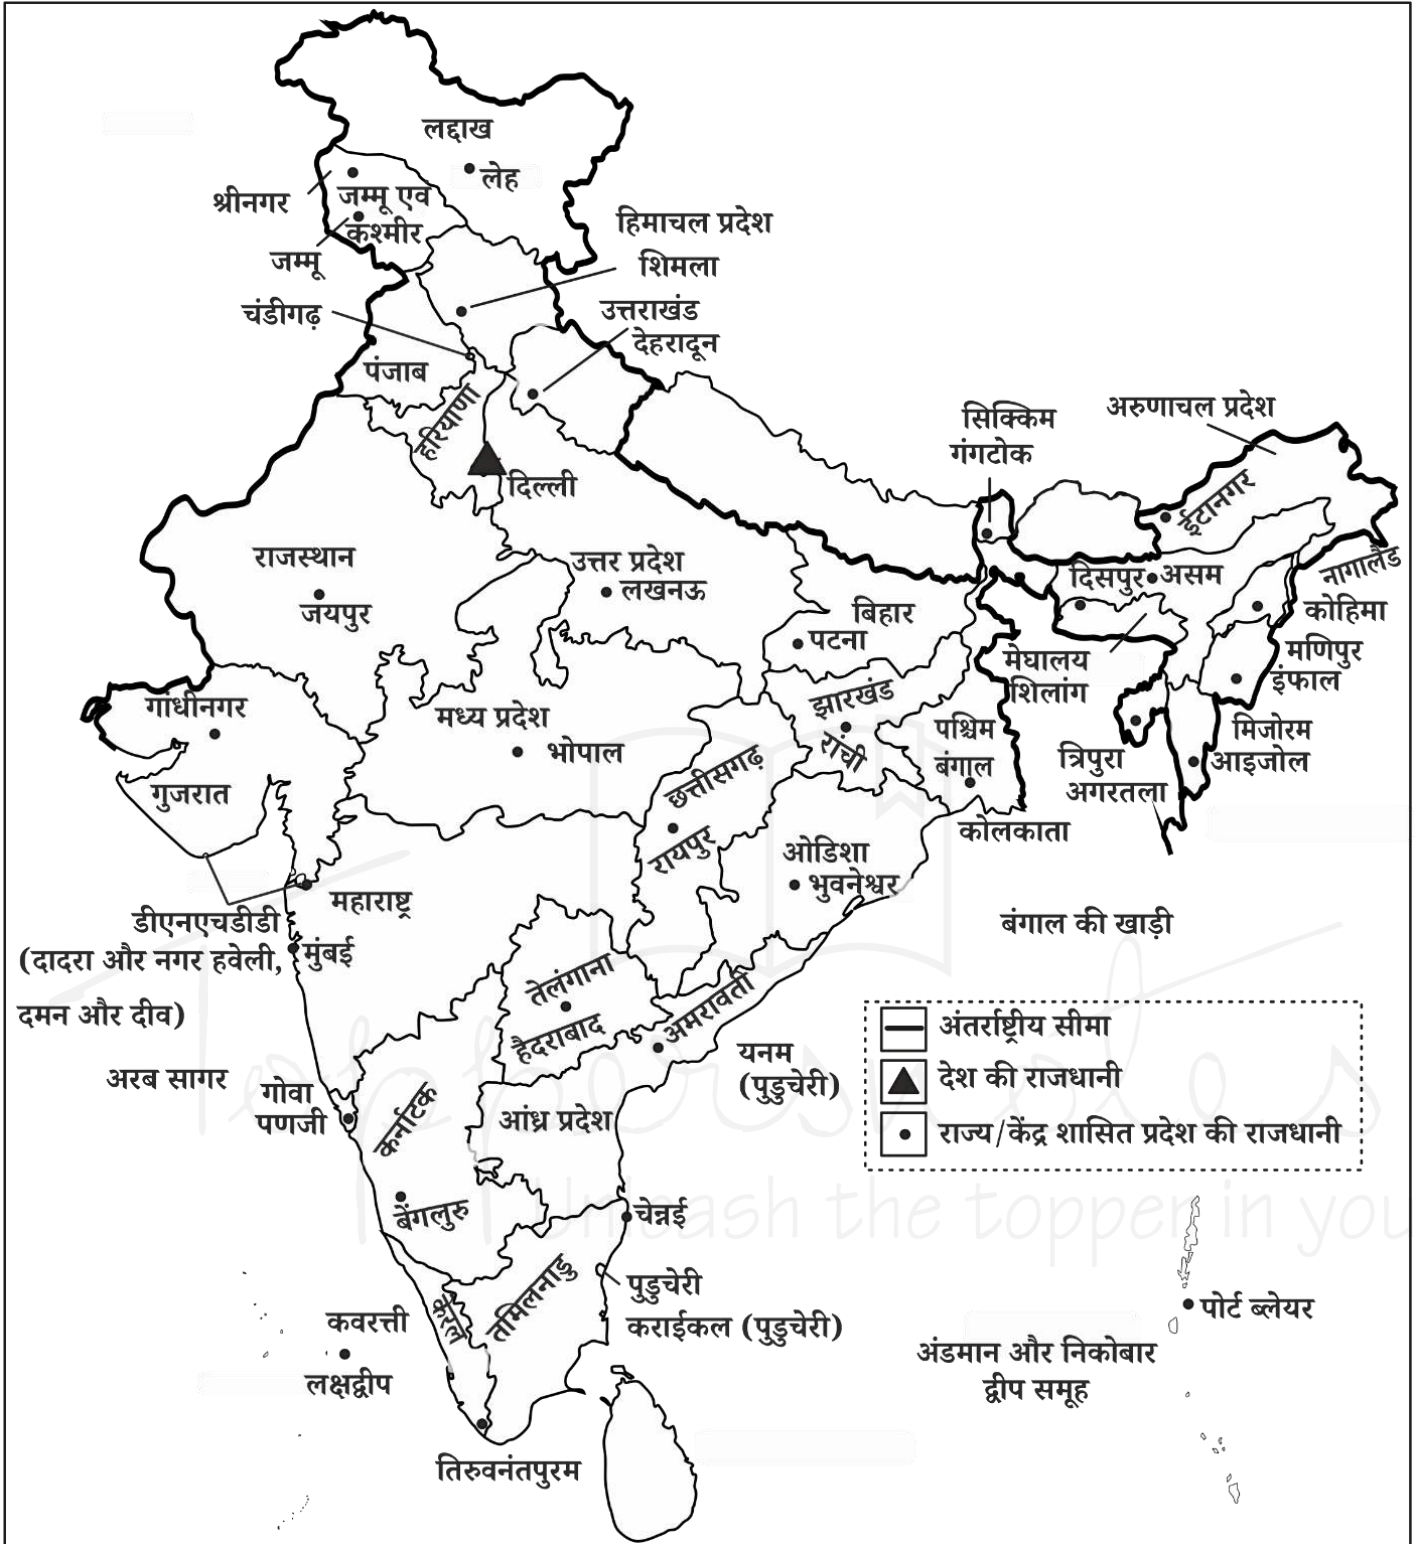 लद्दाख
लेह
श्रीनगर
जम्मू एव
कश्मीर
जम्मू
हिमाचल प्रदेश
शिमला
चंडीगढ़
उत्तराखंड
देहरादून
पंजाब
हरियाणा
दिल्ली
सिक्किम
गंगटोक
अरुणाचल प्रदेश
ईटानगर
राजस्थान
जयपुर
उत्तर प्रदेश
लखनऊ
बिहार
पटना
दिसपुर
असम
नागालैंड
कोहिमा
मेघालय
शिलांग
मणिपुर
इंफाल
गांधीनगर
गुजरात
मध्य प्रदेश
भोपाल
झारखंड
रांची
पश्चिम
बंगाल
कोलकाता
त्रिपुरा
अगरतला
मिजोरम
आइजोल
छत्तीसगढ़
रायपुर
ओडिशा
भुवनेश्वर
महाराष्ट्र
डीएनएचडीडी
(दादरा और नगर हवेली,
दमन और दीव)
मुंबई
बंगाल की खाड़ी
तेलंगाना
हैदराबाद
अमरावती
यनम
(पुडुचेरी)
अंतर्राष्ट्रीय सीमा
देश की राजधानी
राज्य/केंद्र शासित प्रदेश की राजधानी
अरब सागर
गोवा
पणजी
कर्नाटक
आंध्र प्रदेश
बेंगलुरु
चेन्नई
पुडुचेरी
कराईकल (पुडुचेरी)
तमिलनाडु
केरल
कवरत्ती
लक्षद्वीप
तिरुवनंतपुरम
पोर्ट ब्लेयर
अंडमान और निकोबार
द्वीप समूह
Toppersnotes
Unleash the topper in you